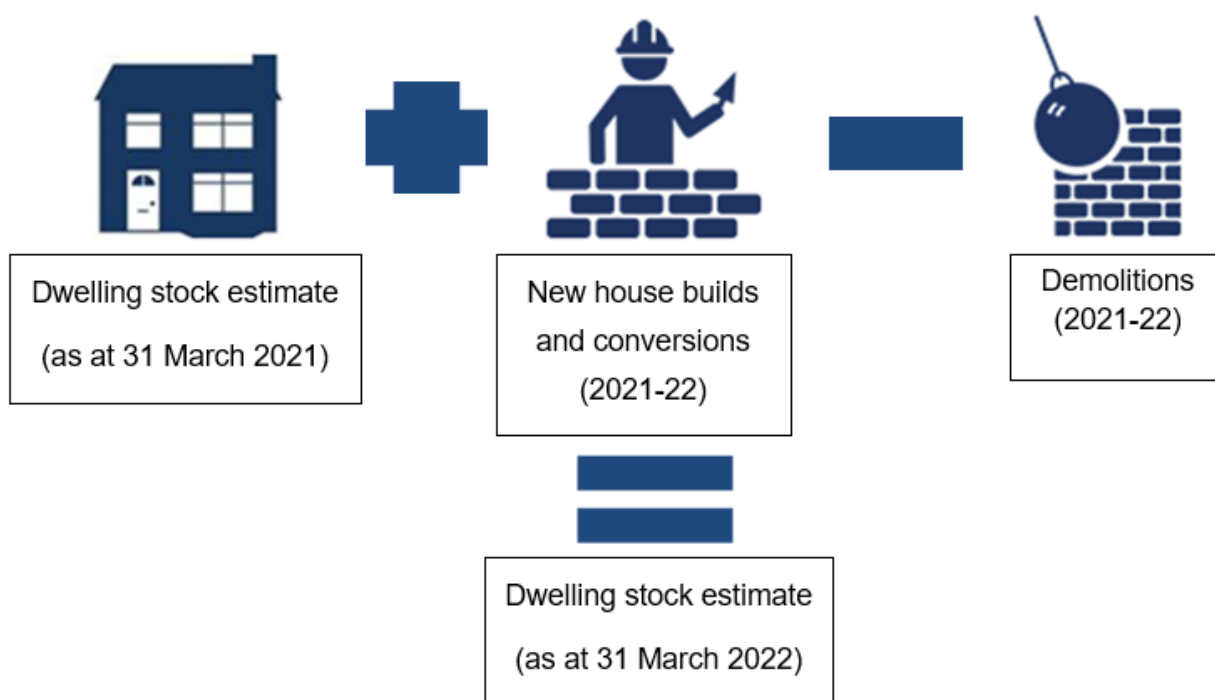 Dwelling stock estimate
(as at 31 March 2021)
New house builds
and conversions
(2021-22)
Demolitions
(2021-22)
Dwelling stock estimate
(as at 31 March 2022)